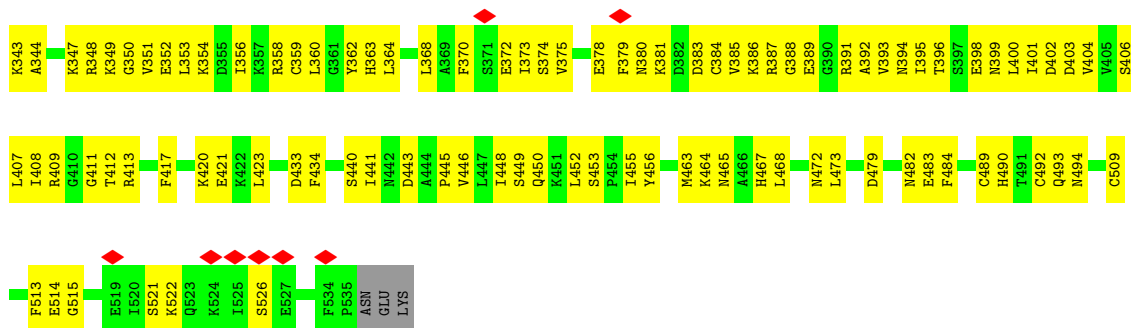 K343 A344 K347 R348 K349 G350 V351 E352 L353 K354 D355 I356 K357 R358 C359 L360 G361 Y362 H363 L364 L368 A369 F370 S371 E372 I373 S374 V375 E378 F379 N380 K381 D382 D383 C384 V385 K386 R387 G388 E389 G390 R391 A392 V393 N394 I395 T396 S397 E398 N399 L400 I401 D402 D403 V404 V405 S406
L407 I408 R409 G410 G411 T412 R413 F417 K420 E421 K422 L423 D433 F434 S440 I441 N442 D443 A444 P445 V446 L447 I448 S449 Q450 K451 L452 S453 P454 I455 Y456 M463 K464 N465 A466 H467 L468 N472 L473 D479 N482 E483 F484 C489 H490 T491 C492 Q493 N494 C509
F513 E514 G515 E519 I520 S521 K522 Q523 K524 I525 S526 E527 F534 P535 ASN GLU LYS